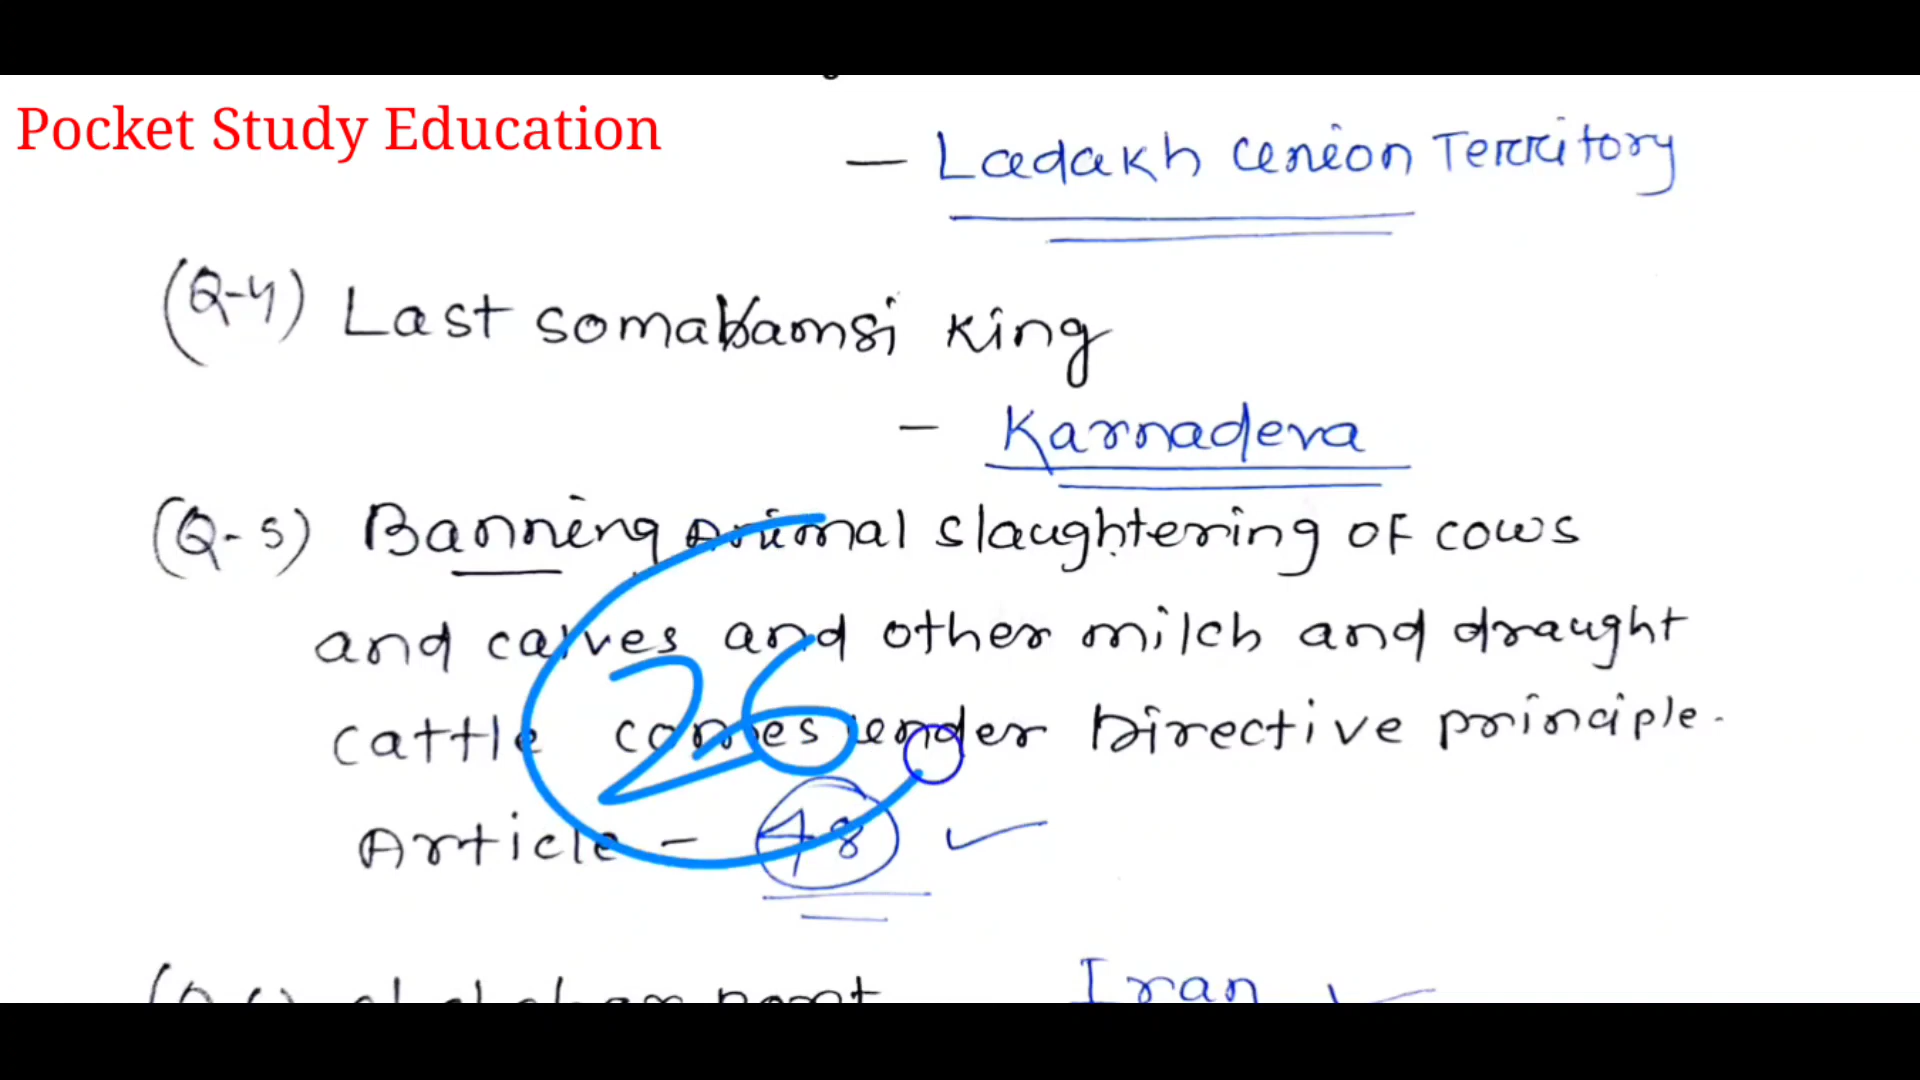 Pocket Study Education
— Ladakh Union Territory
(Q-4) Last somaVamsi King
- Karnadeva
(Q-5) Banning Animal slaughtering of cows
and calves and other milch and draught
cattle comes under Directive principle.
26
Article - 48
Iran